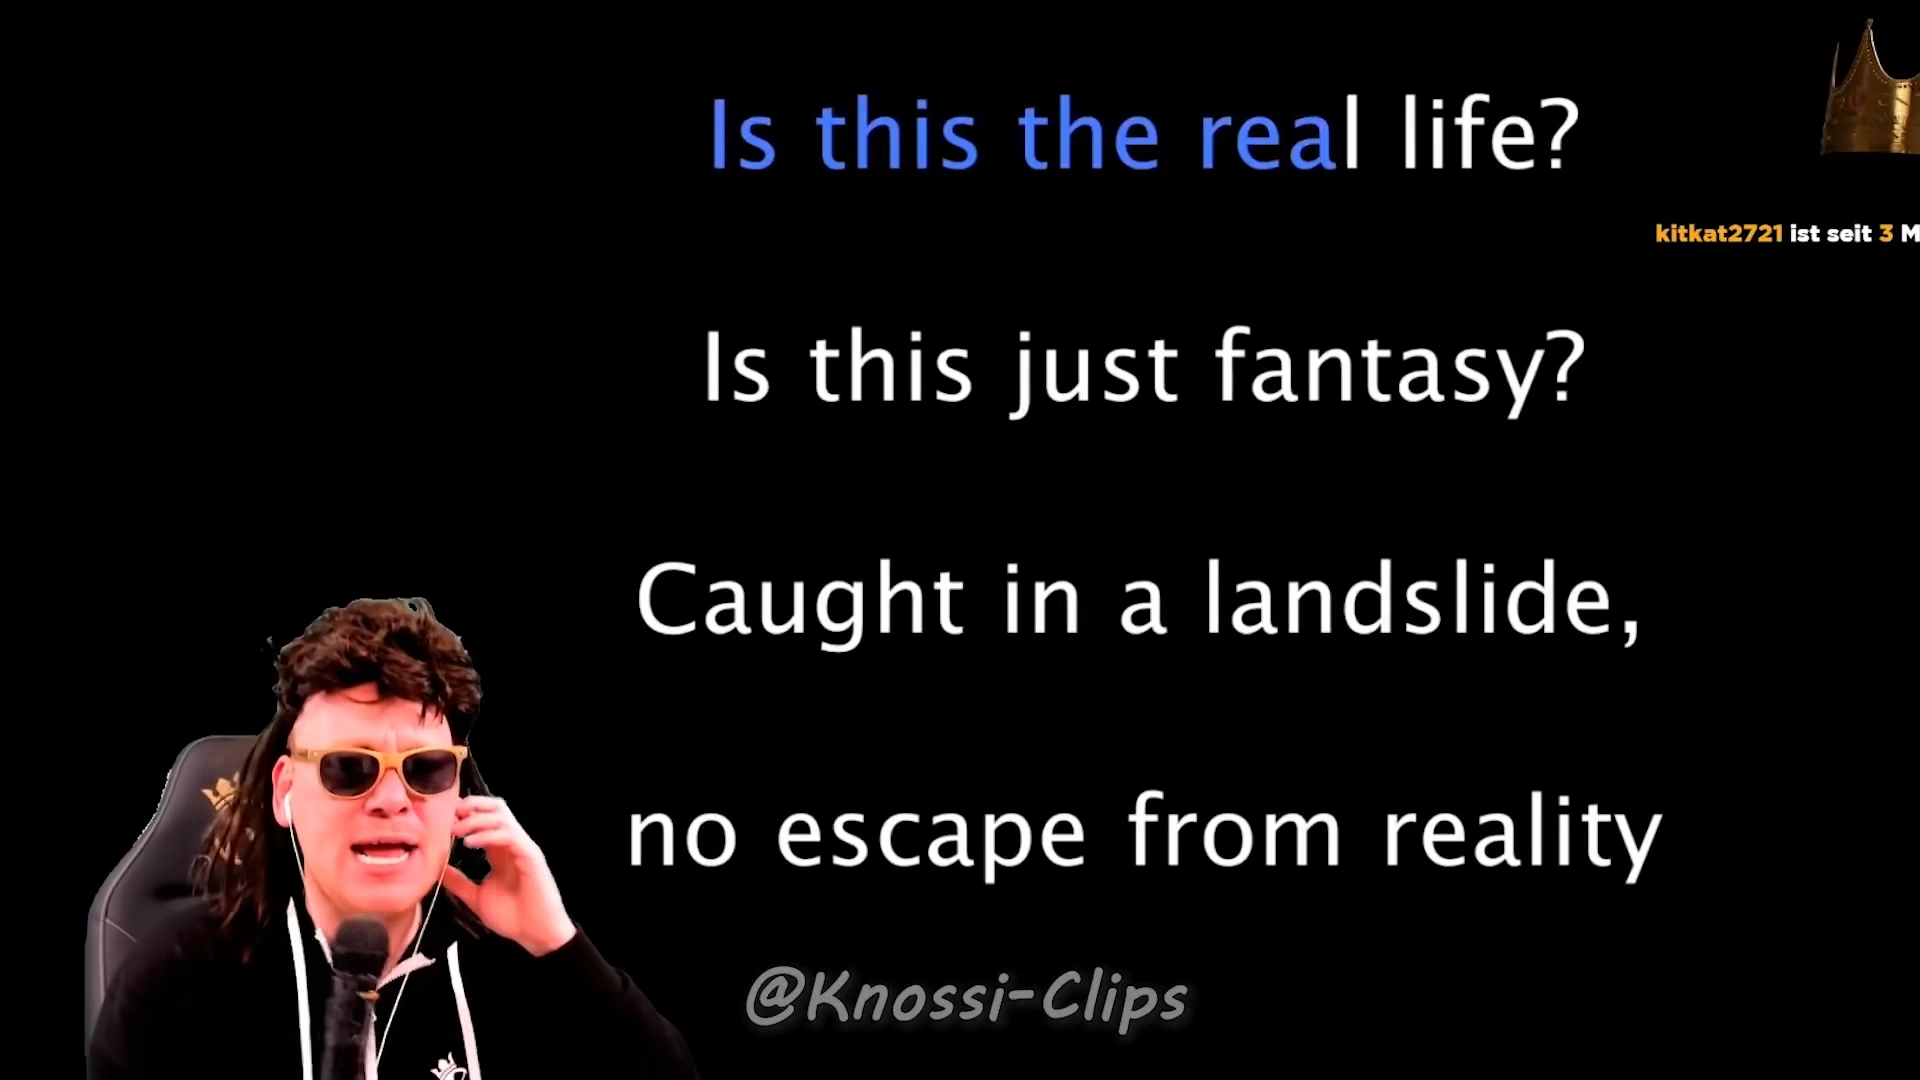 Is this the real life?
kitkat2721 ist seit 3 M
Is this just fantasy?
Caught in a landslide,
no escape from reality
@Knossi-Clips